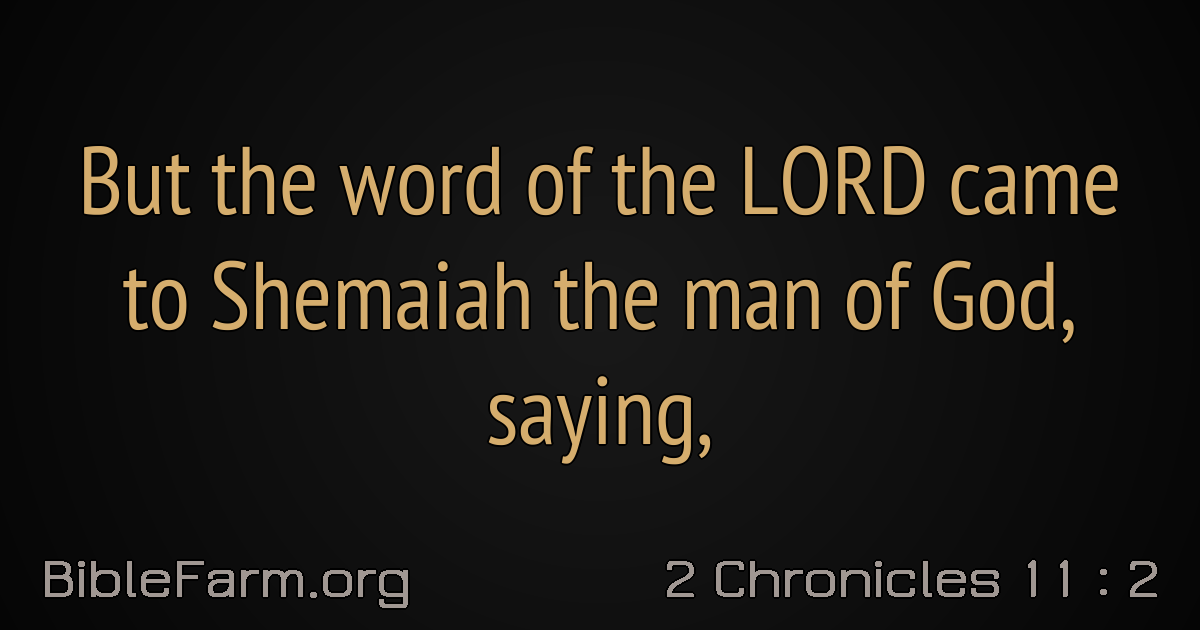 But the word of the LORD came
to Shemaiah the man of God,
saying,
BibleFarm.org
2 Chronicles 11 : 2